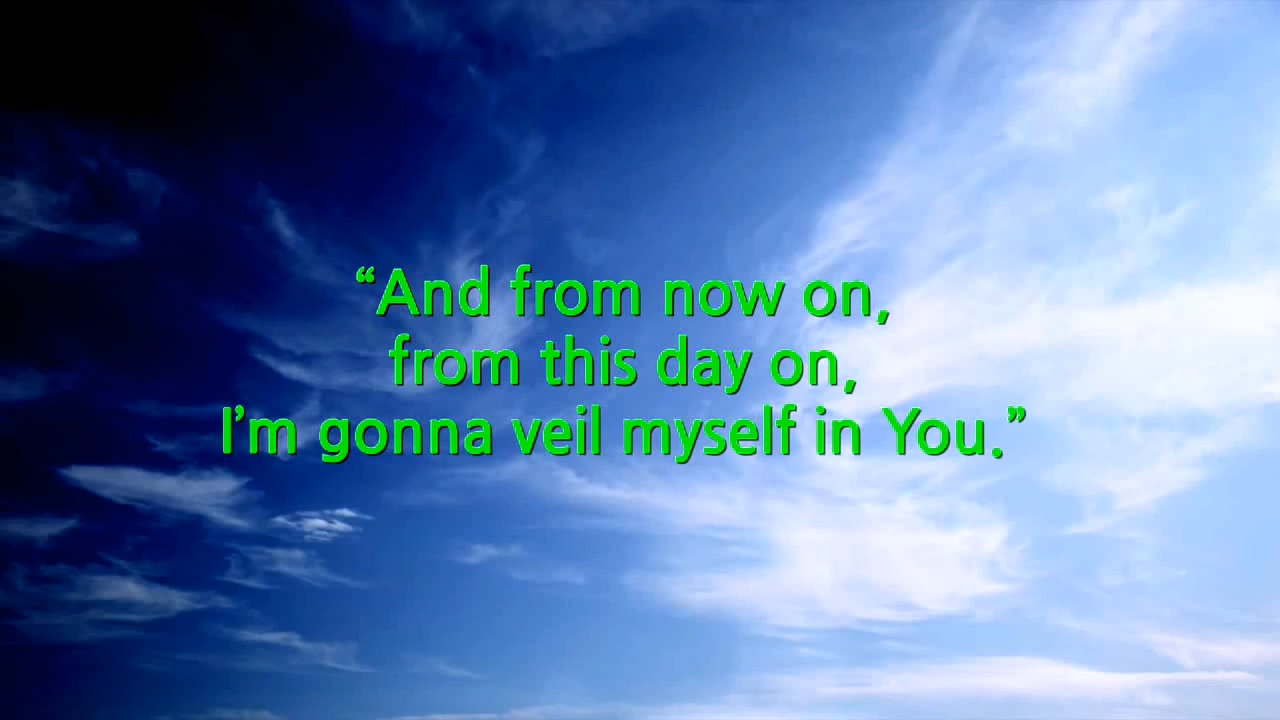 “And from now on,
from this day on,
I’m gonna veil myself in You.”